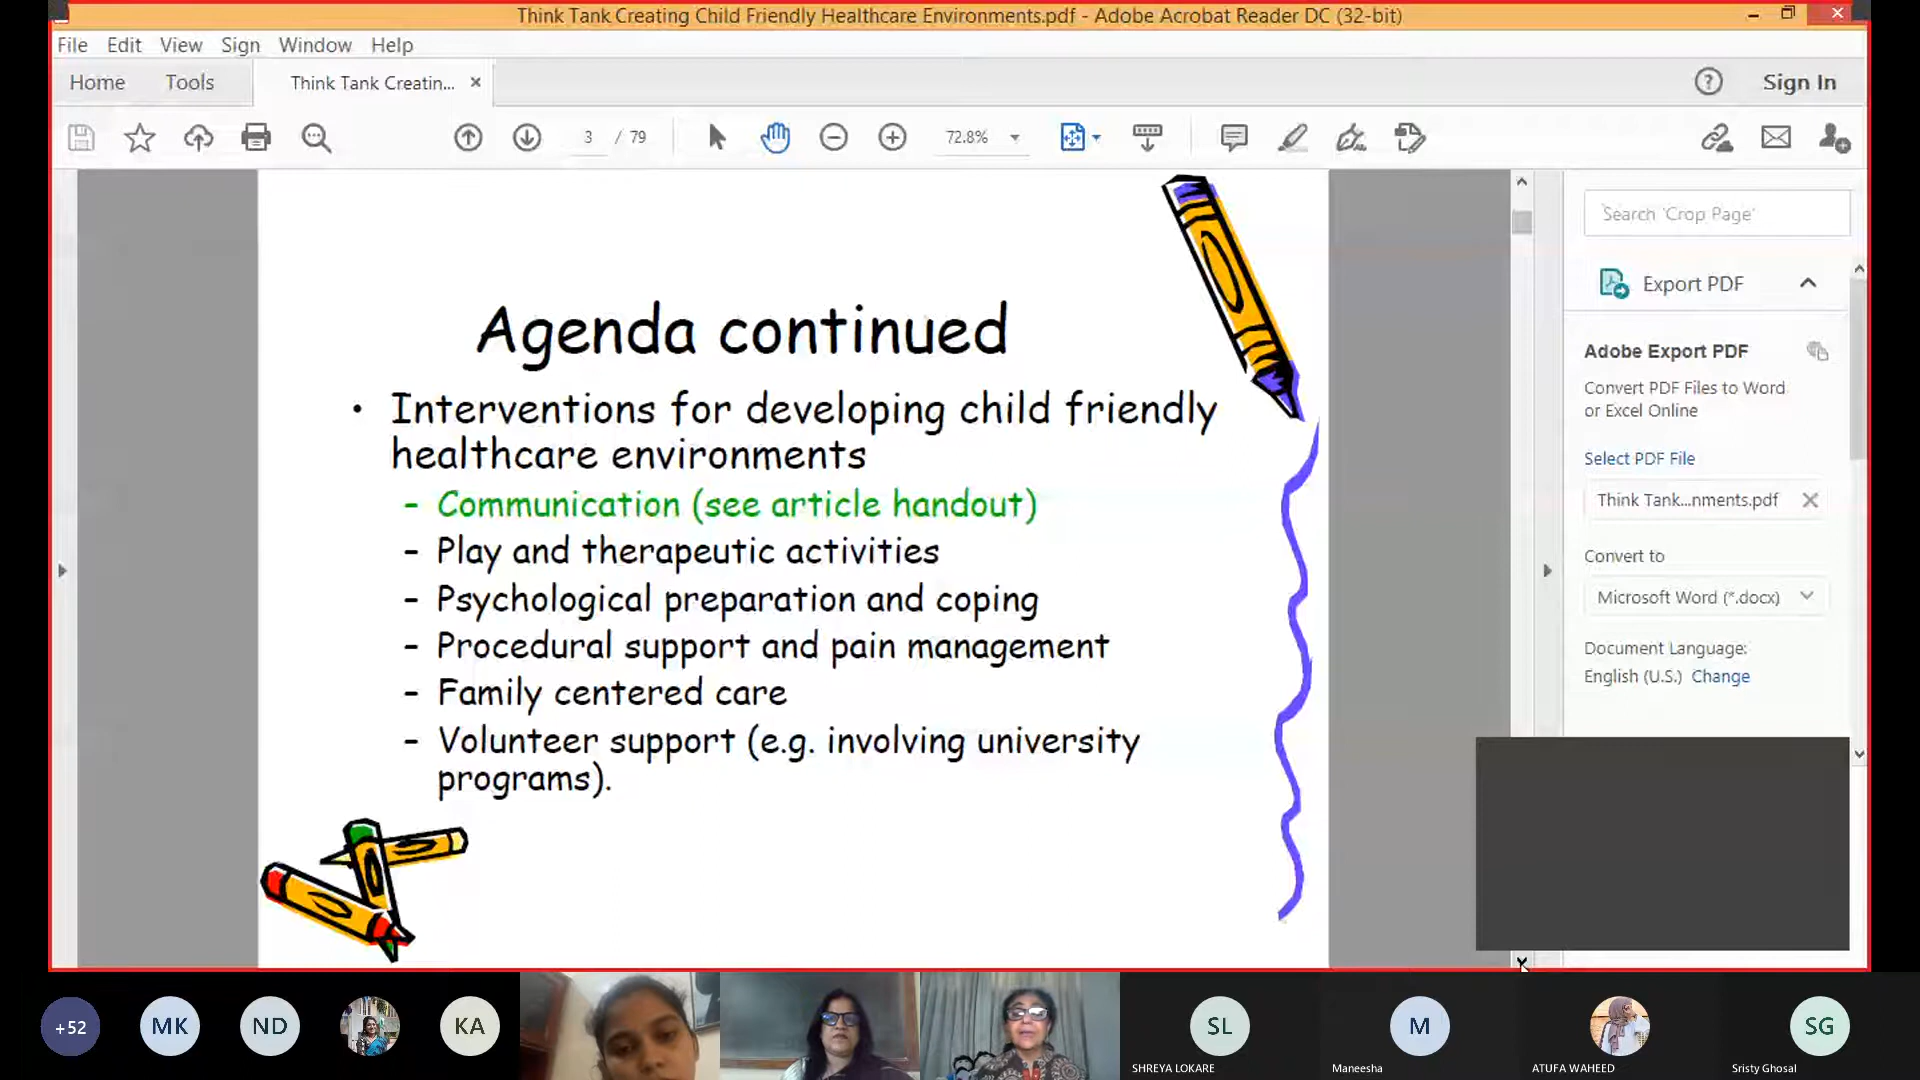 Think Tank Creating Child Friendly Healthcare Environments.pdf - Adobe Acrobat Reader DC (32-bit)
File Edit View Sign Window Help
Home Tools Think Tank Creatin... × Sign In
3 / 79 72.8%
Agenda continued
• Interventions for developing child friendly
healthcare environments
– Communication (see article handout)
– Play and therapeutic activities
– Psychological preparation and coping
– Procedural support and pain management
– Family centered care
– Volunteer support (e.g. involving university
programs).
Search 'Crop Page'
Export PDF
Adobe Export PDF
Convert PDF Files to Word
or Excel Online
Select PDF File
Think Tank...nments.pdf
Convert to
Microsoft Word (*.docx)
Document Language:
English (U.S.) Change
+52 MK ND KA SL M SG
SHREYA LOKARE Maneesha ATUFA WAHEED Sristy Ghosal